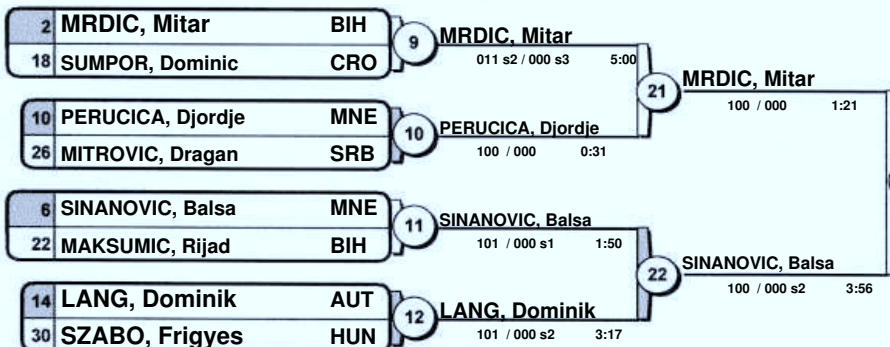 2 MRDIC, Mitar BIH
18 SUMPOR, Dominic CRO
9
MRDIC, Mitar
011 s2 / 000 s3 5:00
10 PERUCICA, Djordje MNE
26 MITROVIC, Dragan SRB
10
PERUCICA, Djordje
100 / 000 0:31
21
MRDIC, Mitar
100 / 000 1:21
6 SINANOVIC, Balsa MNE
22 MAKSUMIC, Rijad BIH
11
SINANOVIC, Balsa
101 / 000 s1 1:50
14 LANG, Dominik AUT
30 SZABO, Frigyes HUN
12
LANG, Dominik
101 / 000 s2 3:17
22
SINANOVIC, Balsa
100 / 000 s2 3:56